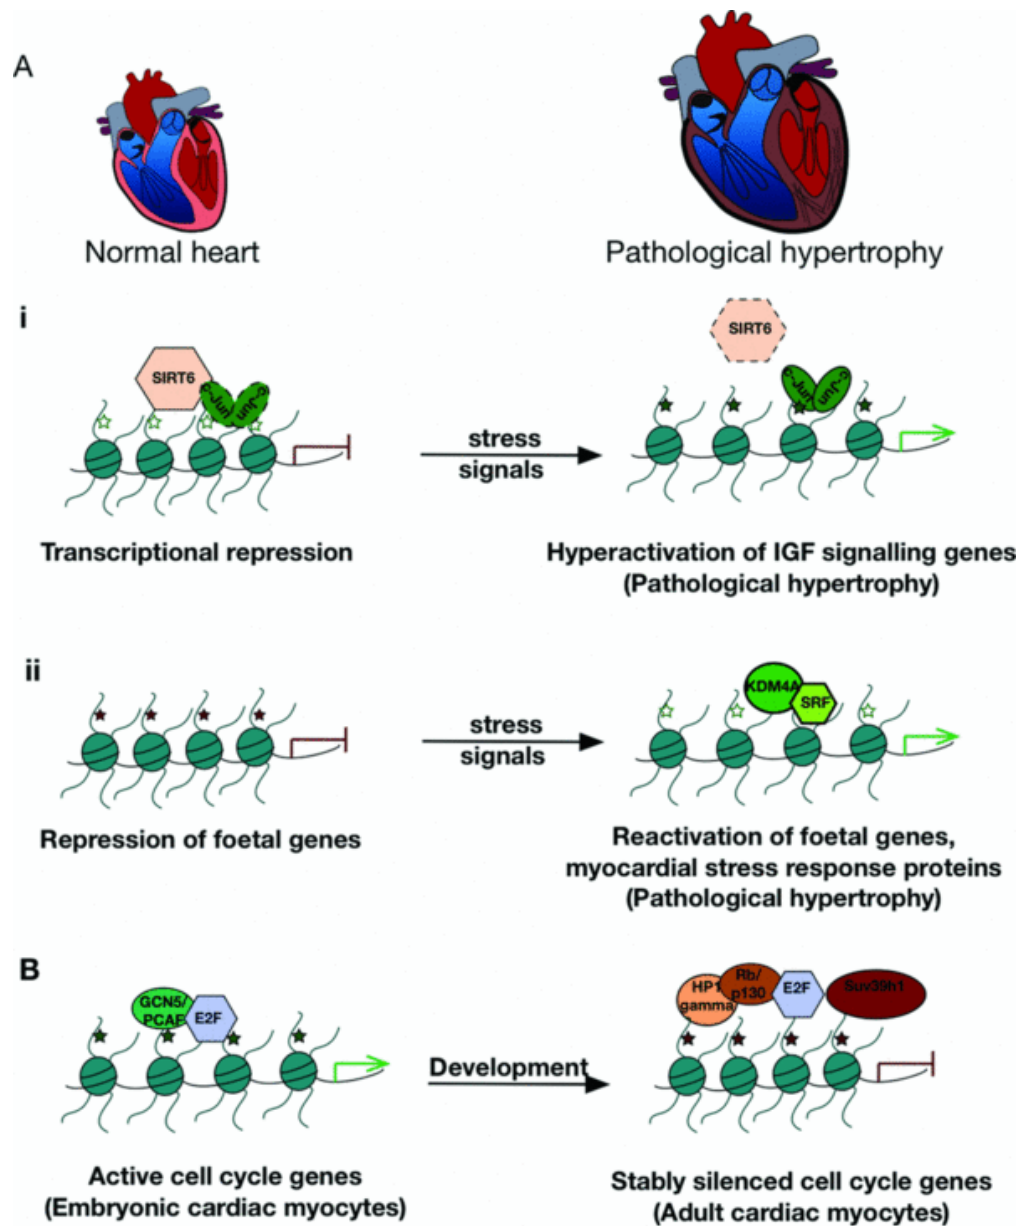 A
Normal heart
Pathological hypertrophy
i
SIRT6
c-Jun
c-Jun
stress
signals
SIRT6
c-Jun
c-Jun
Transcriptional repression
Hyperactivation of IGF signalling genes
(Pathological hypertrophy)
ii
stress
signals
KDM4A
SRF
Repression of foetal genes
Reactivation of foetal genes,
myocardial stress response proteins
(Pathological hypertrophy)
B
GCN5/
PCAF
E2F
Development
HP1
gamma
Rb/
p130
E2F
Suv39h1
Active cell cycle genes
(Embryonic cardiac myocytes)
Stably silenced cell cycle genes
(Adult cardiac myocytes)